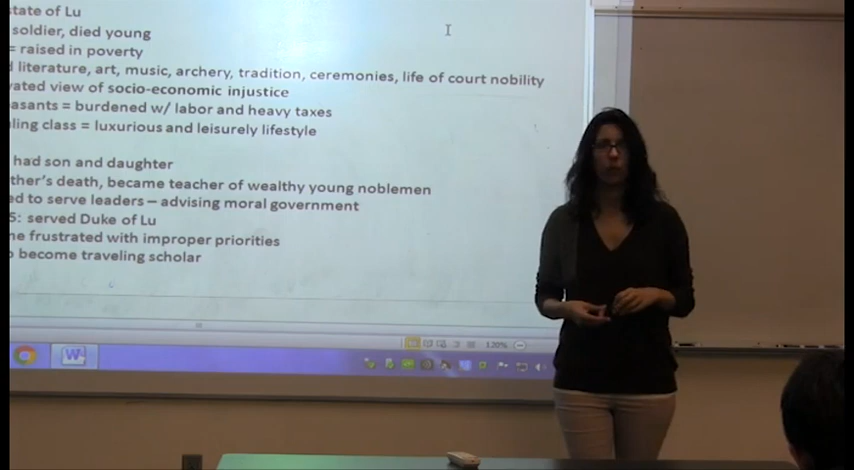 tate of Lu
soldier, died young
= raised in poverty
literature, art, music, archery, tradition, ceremonies, life of court nobility
ated view of socio-economic injustice
asants = burdened w/ labor and heavy taxes
ling class = luxurious and leisurely lifestyle
had son and daughter
ther's death, became teacher of wealthy young noblemen
ed to serve leaders – advising moral government
5: served Duke of Lu
ne frustrated with improper priorities
become traveling scholar
120%
W